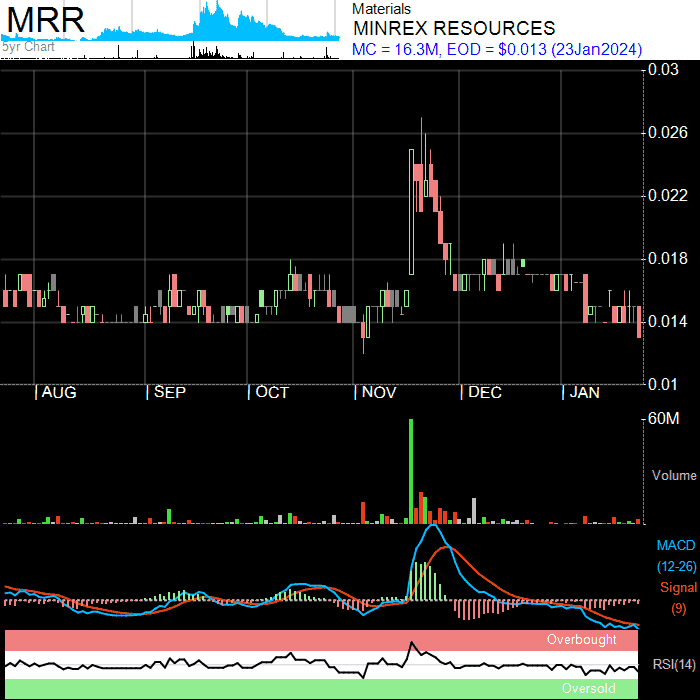 MRR
5yr Chart
Materials
MINREX RESOURCES
MC = 16.3M, EOD = $0.013 (23Jan2024)
0.03
0.026
0.022
0.018
0.014
0.01
AUG SEP OCT NOV DEC JAN
60M
Volume
MACD
(12-26)
Signal
(9)
Overbought
RSI(14)
Oversold